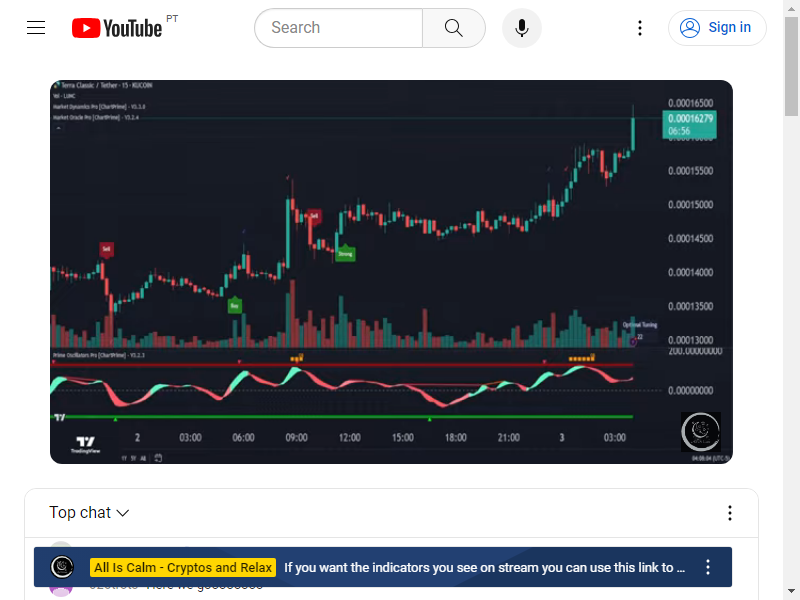 YouTube PT
Search
Sign in
Terra Classic / Tether · 15 · KUCOIN
Vol · LUNC
Market Dynamics Pro [ChartPrime] - V3.3.8
Market Oracle Pro [ChartPrime] - V3.2.4
0.00016500
0.00016279
06:56
0.00015500
0.00015000
0.00014500
0.00014000
0.00013500
0.00013000
Sell
Sell
Strong
Buy
Optimal Tuning
22
200.00000000
Prime Oscillators Pro [ChartPrime] - V5.2.3
0.00000000
TradingView
2 03:00 06:00 09:00 12:00 15:00 18:00 21:00 3 03:00
1Y 5Y All
Top chat
All Is Calm - Cryptos and Relax If you want the indicators you see on stream you can use this link to ...